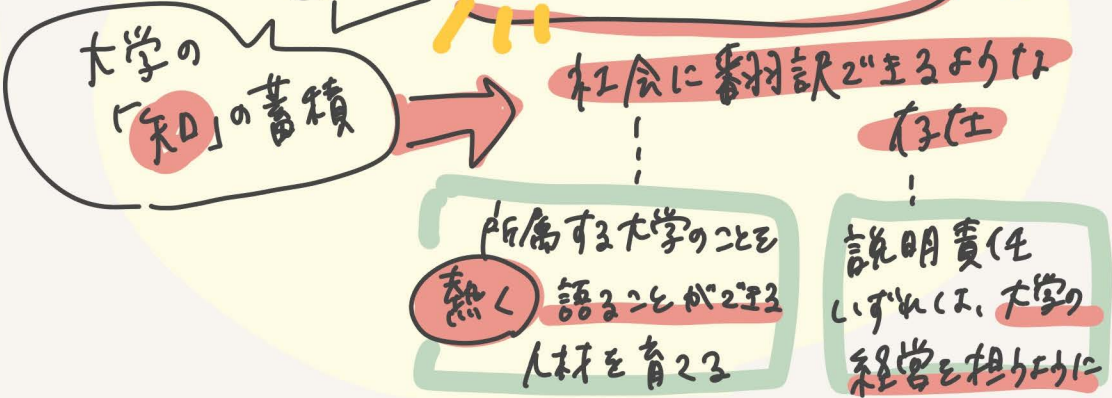 大学の
「知」の蓄積
社会に翻訳できるような
存在
所属する大学のことを
熱く語ることができる
人材を育てる
説明責任
いずれは、大学の
経営を担うように